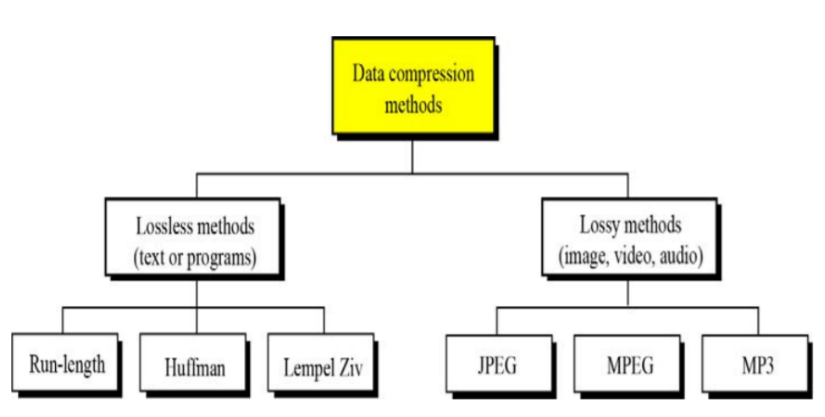 Data compression
methods
Lossless methods
(text or programs)
Lossy methods
(image, video, audio)
Run-length
Huffman
Lempel Ziv
JPEG
MPEG
MP3